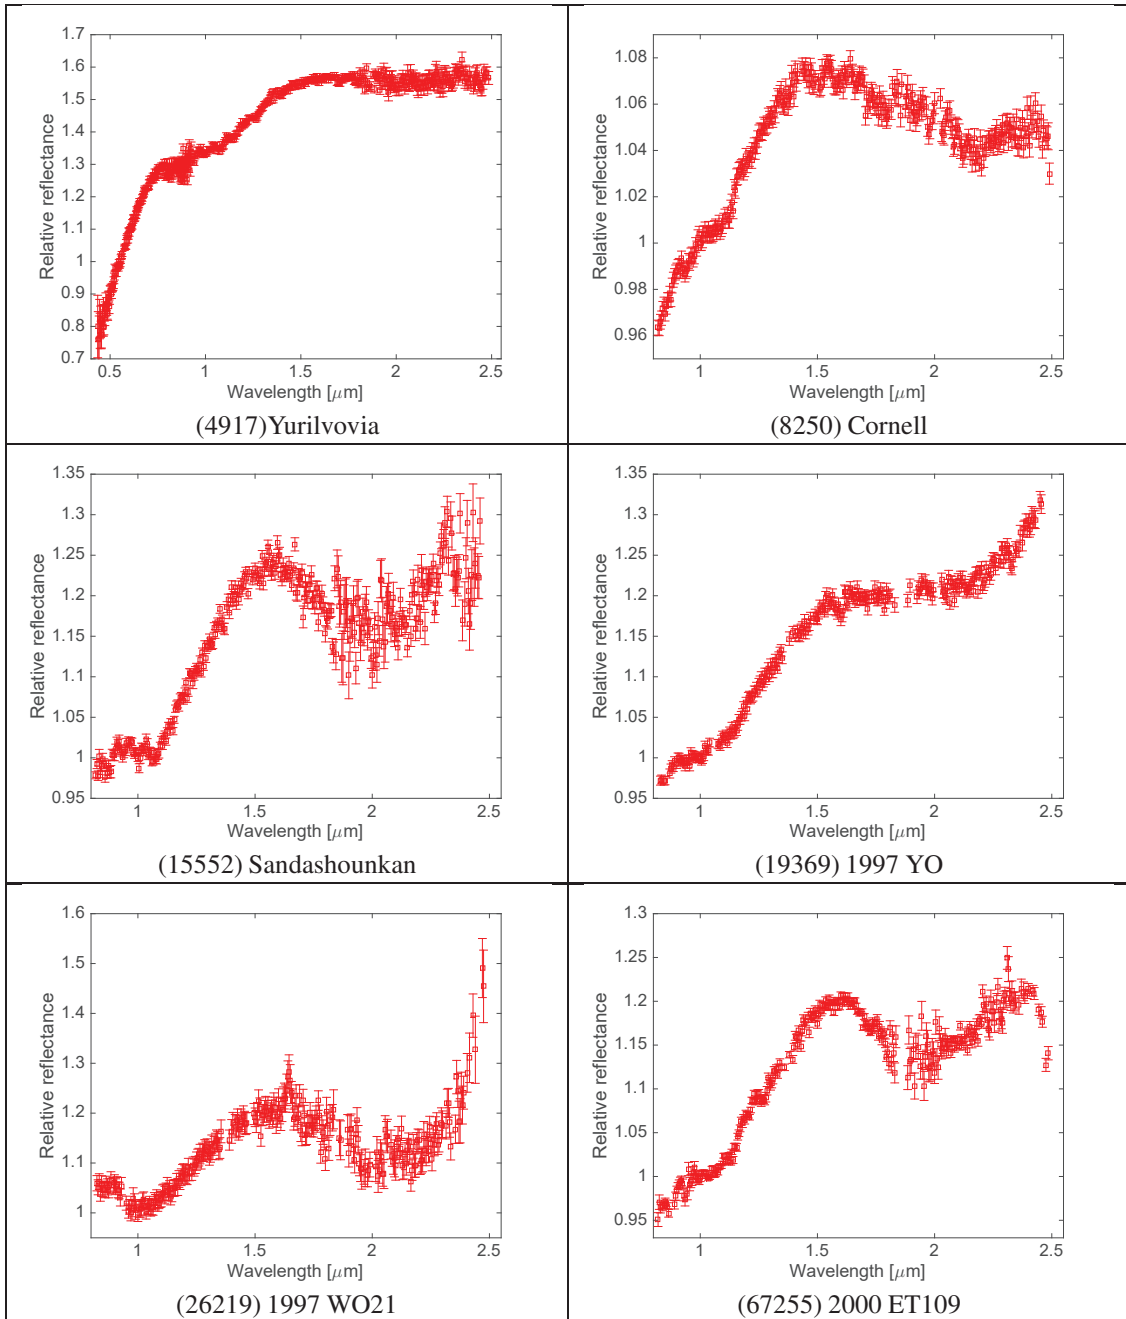 1.7
1.6
1.5
1.4
1.3
1.2
1.1
1
0.9
0.8
0.7
Relative reflectance
0.5 1 1.5 2 2.5
Wavelength [μm]
(4917)Yurilvovia
1.08
1.06
1.04
1.02
1
0.98
0.96
Relative reflectance
1 1.5 2 2.5
Wavelength [μm]
(8250) Cornell
1.35
1.3
1.25
1.2
1.15
1.1
1.05
1
0.95
Relative reflectance
1 1.5 2 2.5
Wavelength [μm]
(15552) Sandashounkan
1.35
1.3
1.25
1.2
1.15
1.1
1.05
1
0.95
Relative reflectance
1 1.5 2 2.5
Wavelength [μm]
(19369) 1997 YO
1.6
1.5
1.4
1.3
1.2
1.1
1
Relative reflectance
1 1.5 2 2.5
Wavelength [μm]
(26219) 1997 WO21
1.3
1.25
1.2
1.15
1.1
1.05
1
0.95
Relative reflectance
1 1.5 2 2.5
Wavelength [μm]
(67255) 2000 ET109